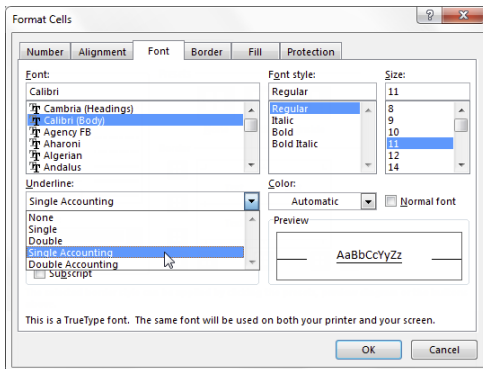 Format Cells
Number Alignment Font Border Fill Protection
Font: Font style: Size:
Calibri Regular 11
Cambria (Headings) Regular 8
Calibri (Body) Italic 9
Agency FB Bold 10
Aharoni Bold Italic 11
Algerian 12
Andalus 14
Underline: Color:
Single Accounting Automatic Normal font
None Preview
Single
Double
Single Accounting AaBbCcYyZz
Double Accounting
Subscript
This is a TrueType font. The same font will be used on both your printer and your screen.
OK Cancel